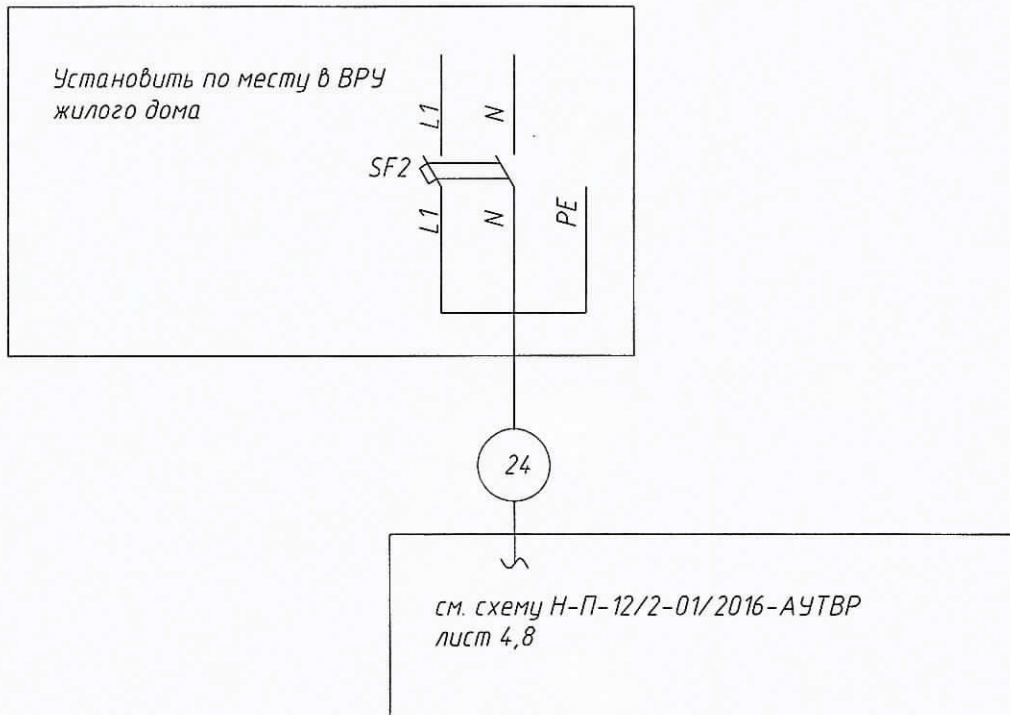 Установить по месту в ВРУ
жилого дома
L1
N
SF2
L1
N
PE
24
см. схему Н-П-12/2-01/2016-АУТВР
лист 4,8